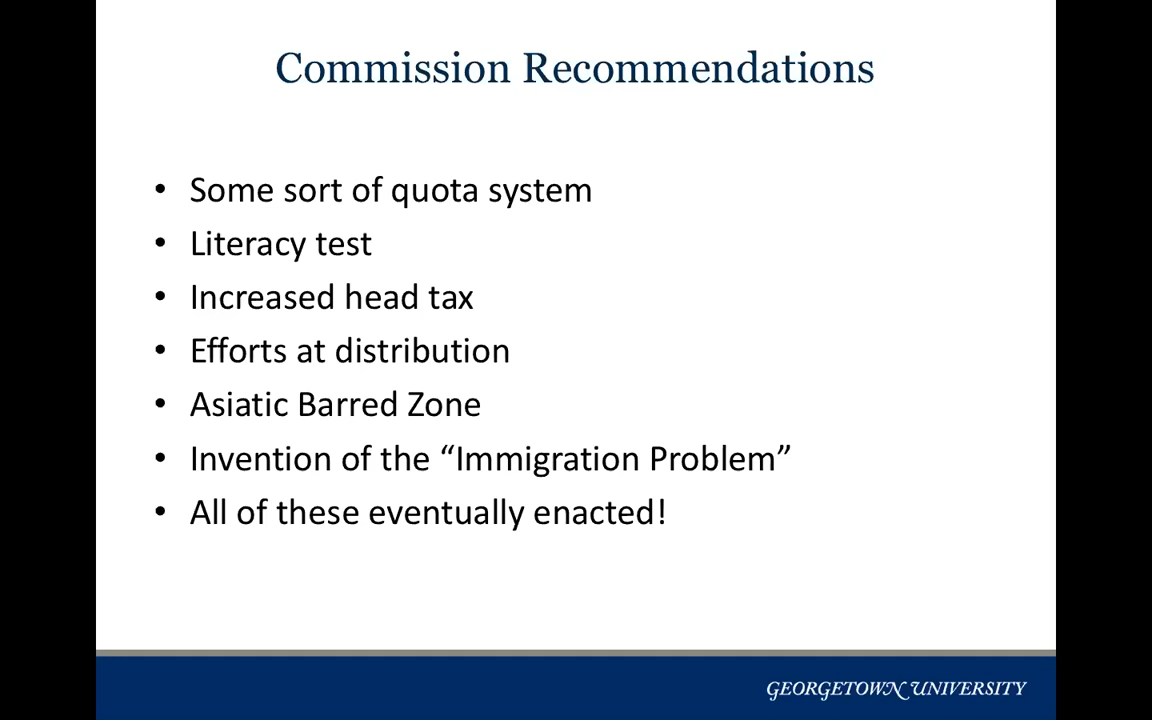 Commission Recommendations
• Some sort of quota system
• Literacy test
• Increased head tax
• Efforts at distribution
• Asiatic Barred Zone
• Invention of the “Immigration Problem”
• All of these eventually enacted!
GEORGETOWN UNIVERSITY